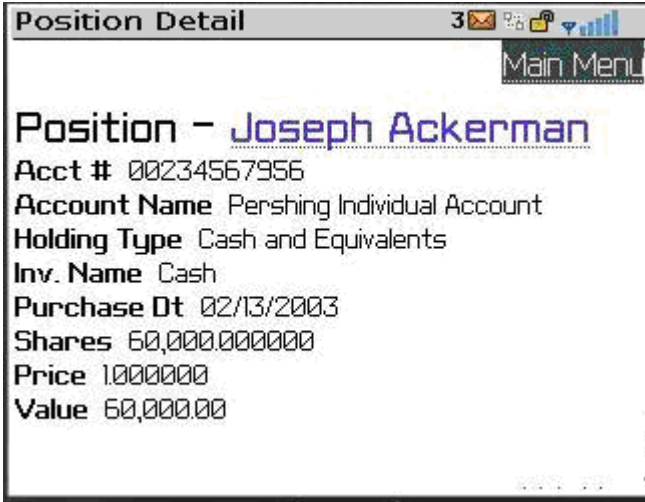 Position Detail 3
Main Menu
Position - Joseph Ackerman
Acct # 00234567956
Account Name Pershing Individual Account
Holding Type Cash and Equivalents
Inv. Name Cash
Purchase Dt 02/13/2003
Shares 60,000.000000
Price 1.000000
Value 60,000.00